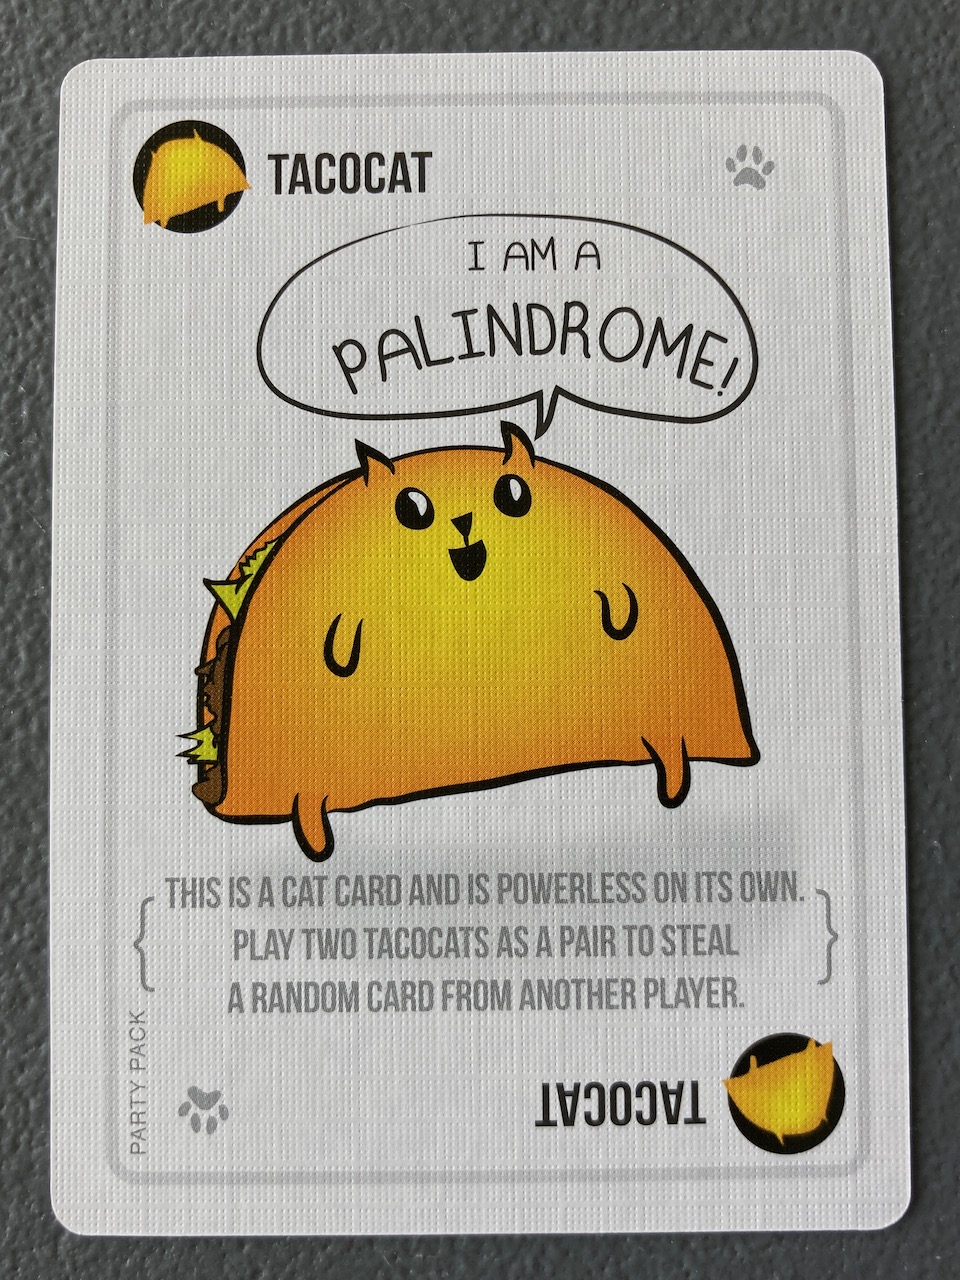 TACOCAT
I AM A
PALINDROME!
THIS IS A CAT CARD AND IS POWERLESS ON ITS OWN.
PLAY TWO TACOCATS AS A PAIR TO STEAL
A RANDOM CARD FROM ANOTHER PLAYER.
PARTY PACK
TACOCAT